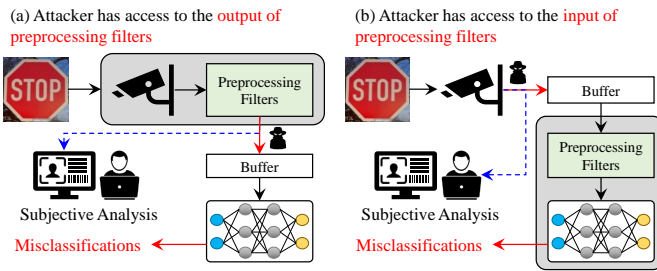 (a) Attacker has access to the output of
preprocessing filters
STOP
Preprocessing
Filters
Buffer
Subjective Analysis
Misclassifications
(b) Attacker has access to the input of
preprocessing filters
STOP
Buffer
Preprocessing
Filters
Subjective Analysis
Misclassifications